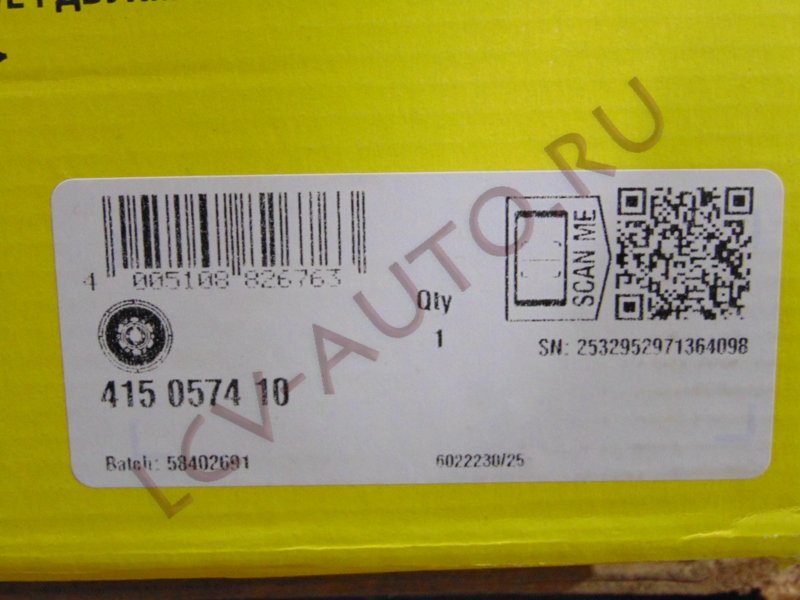 4 005108 826763
Qty
1
SCAN ME
SN: 2532952971364098
415 0574 10
Batch: 58402691
6022230/25
LCV-AUTO.RU